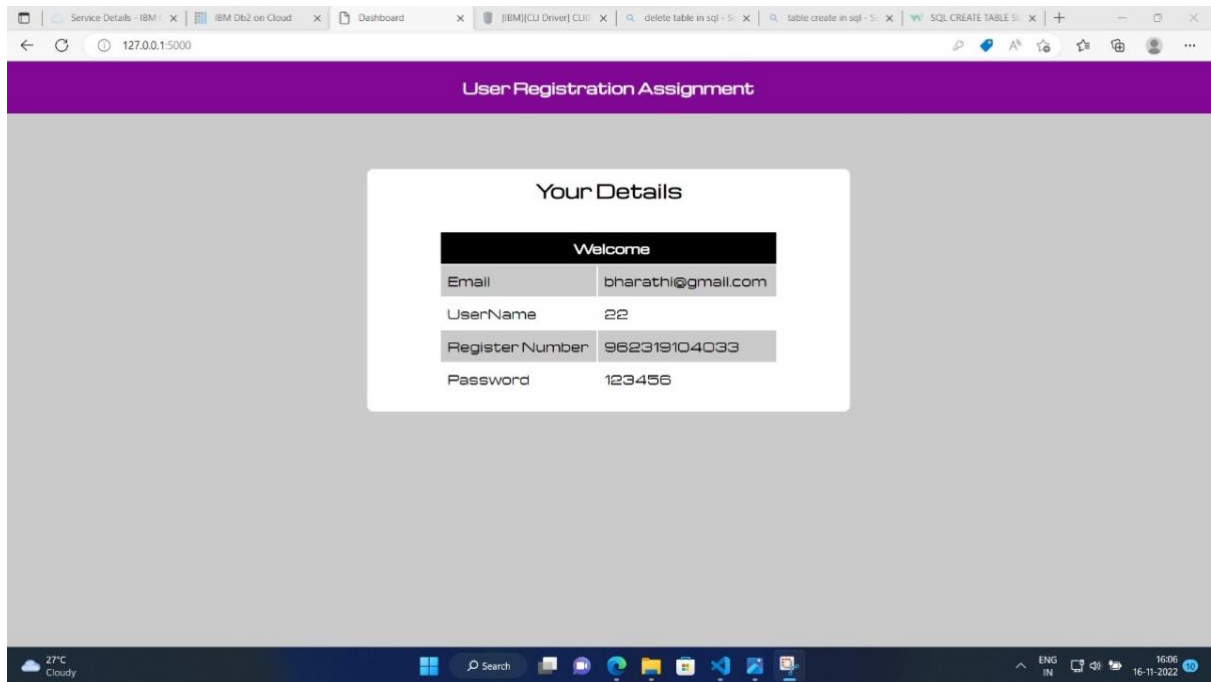 Service Details - IBM C
IBM Db2 on Cloud
Dashboard
[IBM][CLI Driver] CLI0
delete table in sql - S
table create in sql - S
SQL CREATE TABLE S
127.0.0.1:5000
User Registration Assignment
Your Details
Welcome
Email bharathi@gmail.com
UserName 22
Register Number 962319104033
Password 123456
27°C
Cloudy
Search
ENG
IN
16:06
16-11-2022
10